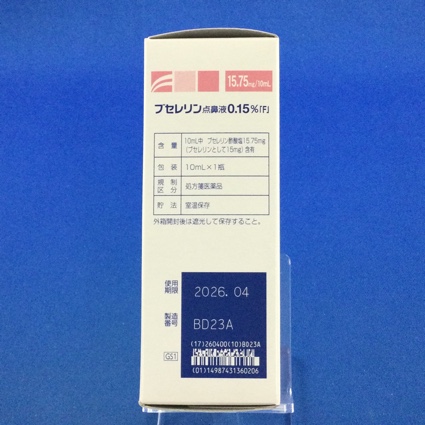 15.75mg/10mL
ブセレリン点鼻液0.15%「F」
含量 10mL中 ブセレリン酢酸塩15.75mg
（ブセレリンとして15mg）含有
包装 10mL×1瓶
規制区分 処方箋医薬品
貯法 室温保存
外箱開封後は遮光して保存すること。
使用期限 2026.04
製造番号 BD23A
(17)260400(10)BD23A
GS1
(01)14987431360206